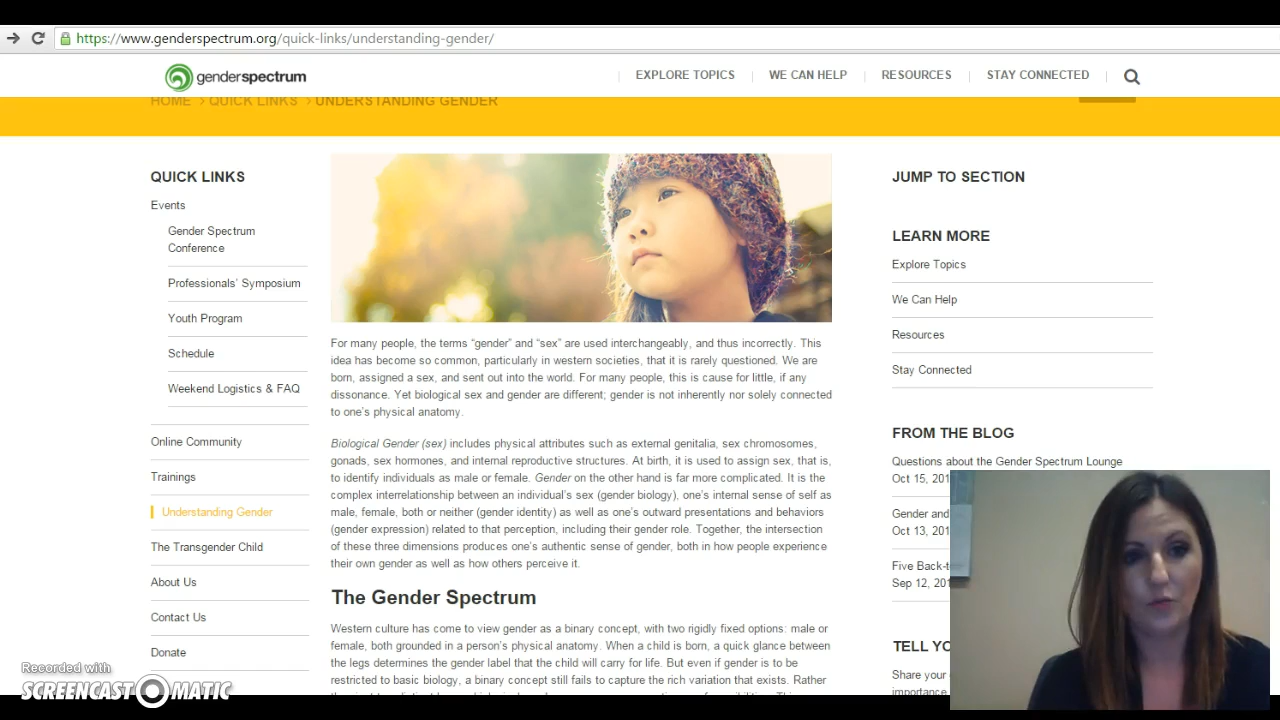 https://www.genderspectrum.org/quick-links/understanding-gender/
genderspectrum
EXPLORE TOPICS
WE CAN HELP
RESOURCES
STAY CONNECTED
HOME > QUICK LINKS > UNDERSTANDING GENDER
QUICK LINKS
Events
Gender Spectrum
Conference
Professionals' Symposium
Youth Program
Schedule
Weekend Logistics & FAQ
Online Community
Trainings
Understanding Gender
The Transgender Child
About Us
Contact Us
Donate
For many people, the terms “gender” and “sex” are used interchangeably, and thus incorrectly. This
idea has become so common, particularly in western societies, that it is rarely questioned. We are
born, assigned a sex, and sent out into the world. For many people, this is cause for little, if any
dissonance. Yet biological sex and gender are different; gender is not inherently nor solely connected
to one’s physical anatomy.
Biological Gender (sex) includes physical attributes such as external genitalia, sex chromosomes,
gonads, sex hormones, and internal reproductive structures. At birth, it is used to assign sex, that is,
to identify individuals as male or female. Gender on the other hand is far more complicated. It is the
complex interrelationship between an individual’s sex (gender biology), one’s internal sense of self as
male, female, both or neither (gender identity) as well as one’s outward presentations and behaviors
(gender expression) related to that perception, including their gender role. Together, the intersection
of these three dimensions produces one’s authentic sense of gender, both in how people experience
their own gender as well as how others perceive it.
The Gender Spectrum
Western culture has come to view gender as a binary concept, with two rigidly fixed options: male or
female, both grounded in a person’s physical anatomy. When a child is born, a quick glance between
the legs determines the gender label that the child will carry for life. But even if gender is to be
restricted to basic biology, a binary concept still fails to capture the rich variation that exists. Rather
JUMP TO SECTION
LEARN MORE
Explore Topics
We Can Help
Resources
Stay Connected
FROM THE BLOG
Questions about the Gender Spectrum Lounge
Oct 15, 201
Gender and
Oct 13, 201
Five Back-t
Sep 12, 201
TELL YO
Share your
importance
Recorded with
SCREENCAST-O-MATIC